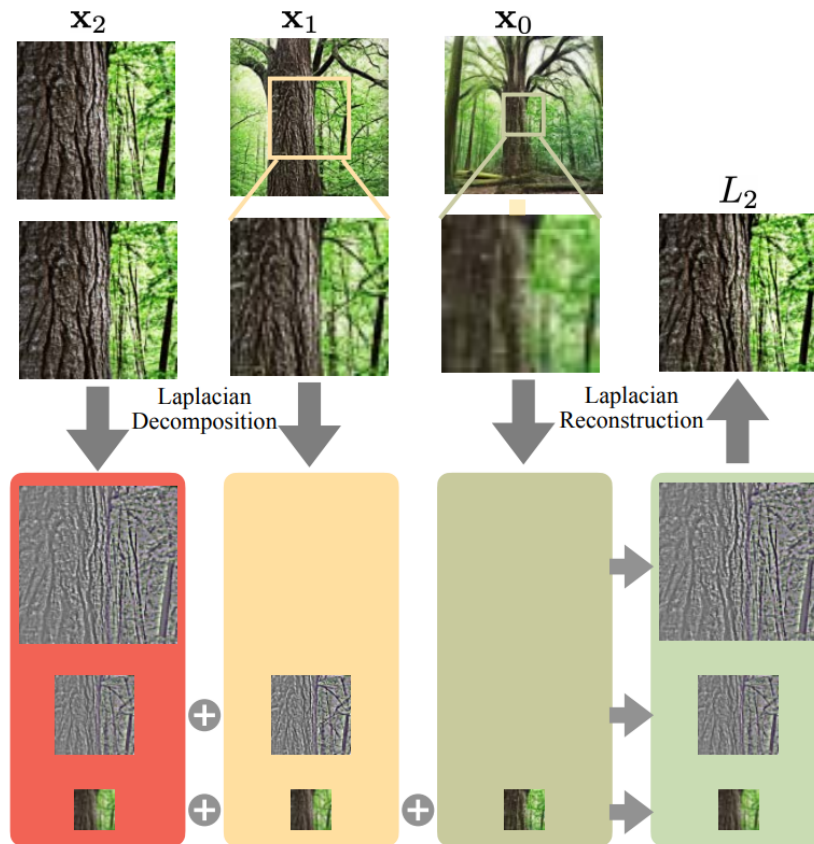 x₂
x₁
x₀
L₂
Laplacian
Decomposition
Laplacian
Reconstruction